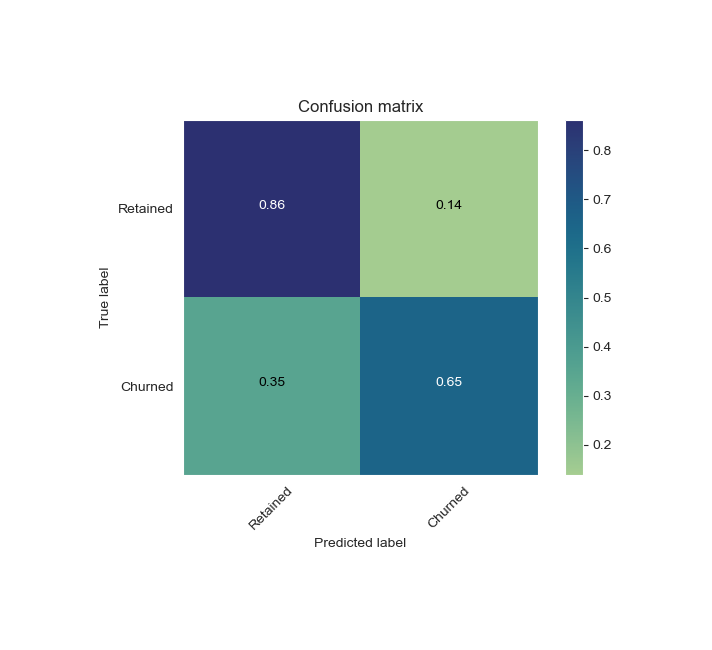 Confusion matrix
True label
Retained
0.86
0.14
Churned
0.35
0.65
Retained
Churned
Predicted label
0.8
0.7
0.6
0.5
0.4
0.3
0.2